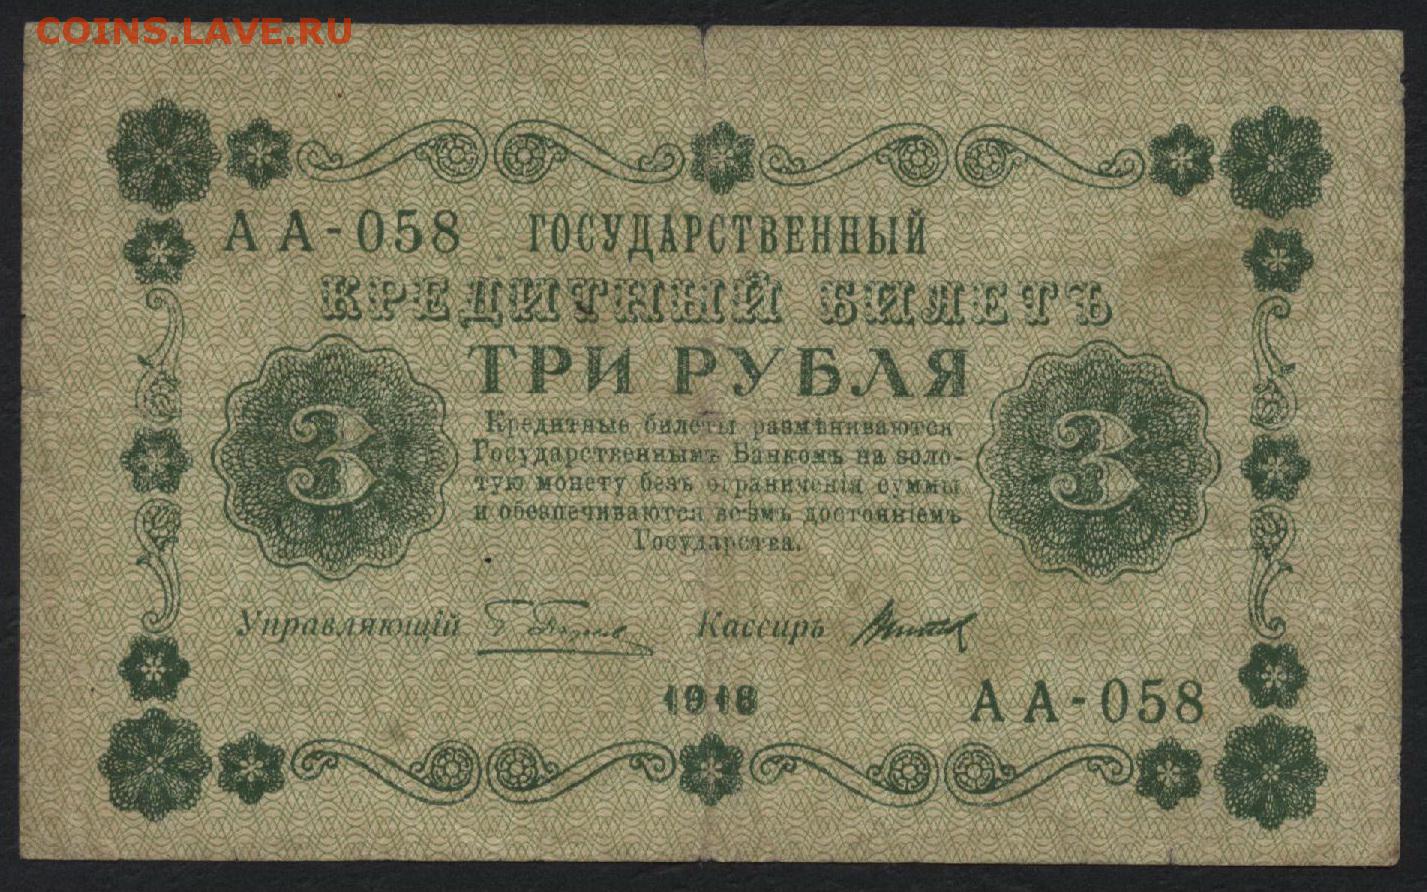 COINS.LAVE.RU
АА-058 ГОСУДАРСТВЕННЫЙ
КРЕДИТНЫЙ БИЛЕТЪ
ТРИ РУБЛЯ
3 3
Кредитные билеты размѣниваются
Государственнымъ Банкомъ на золо-
тую монету безъ ограниченія суммы
и обезпечиваются всѣмъ достояніемъ
Государства.
Управляющій Кассиръ
1918
АА-058